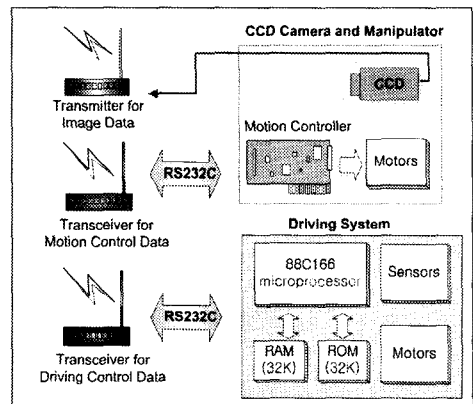 CCD Camera and Manipulator
CCD
Transmitter for
Image Data
Motion Controller
RS232C
Motors
Transceiver for
Motion Control Data
Driving System
88C166
microprocessor
Sensors
RS232C
RAM
(32K)
ROM
(32K)
Motors
Transceiver for
Driving Control Data